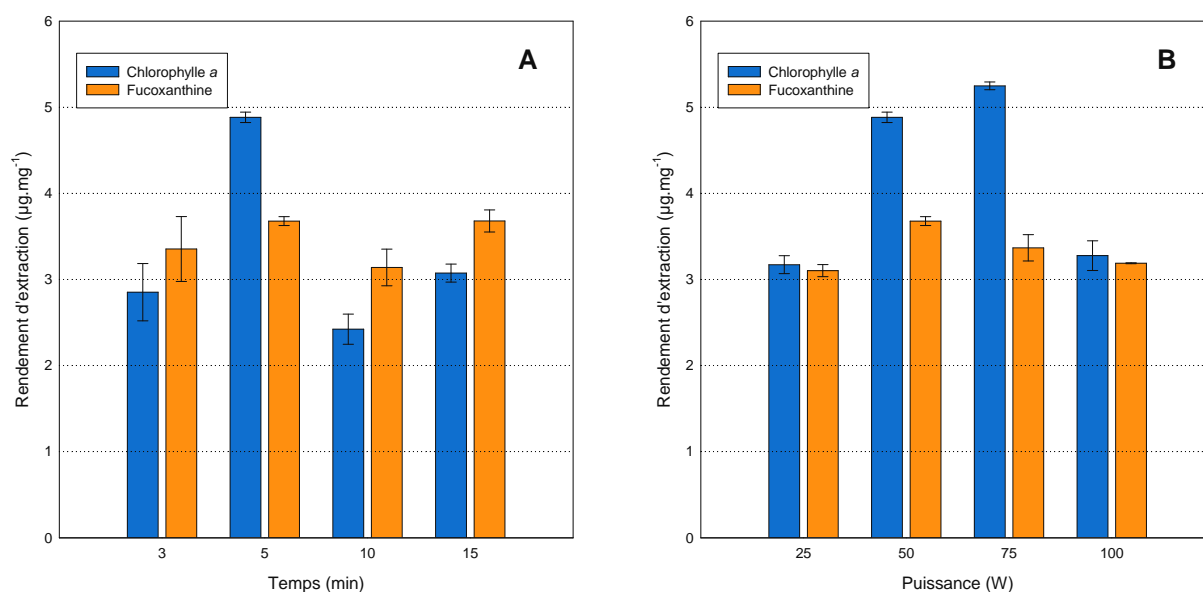 A
Chlorophylle a
Fucoxanthine
Rendement d'extraction (µg.mg-1)
6
5
4
3
2
1
0
3 5 10 15
Temps (min)
B
Chlorophylle a
Fucoxanthine
Rendement d'extraction (µg.mg-1)
6
5
4
3
2
1
0
25 50 75 100
Puissance (W)